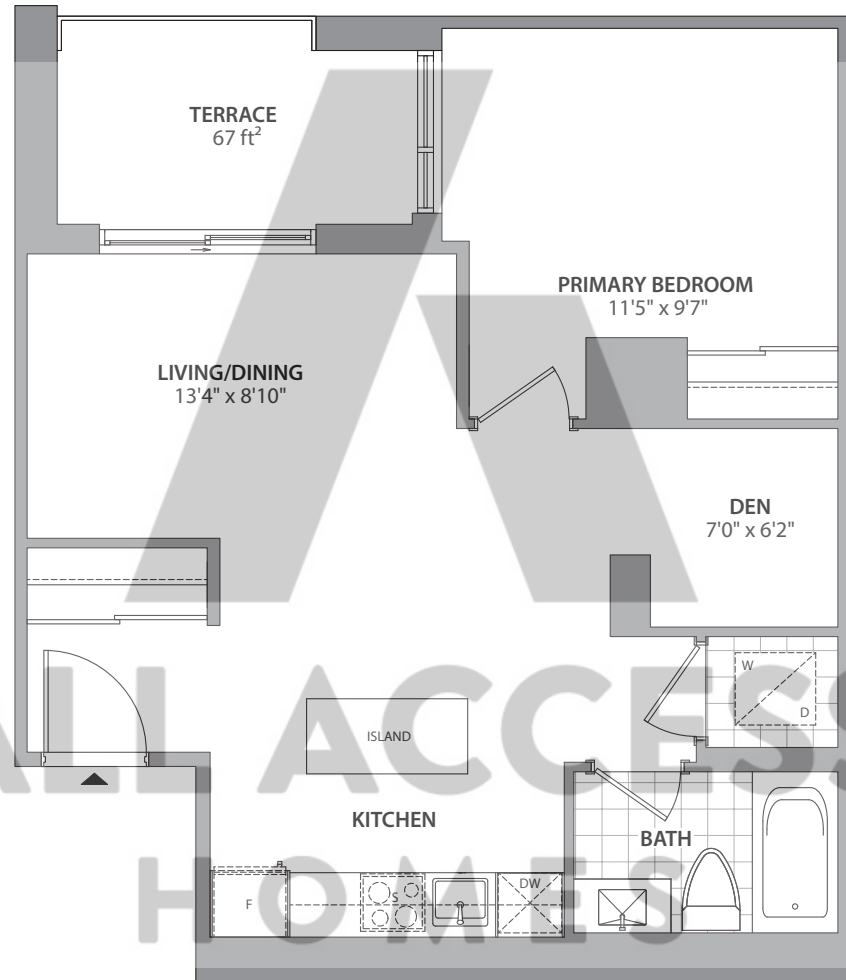 TERRACE
67 ft²
PRIMARY BEDROOM
11'5" x 9'7"
LIVING/DINING
13'4" x 8'10"
DEN
7'0" x 6'2"
W
D
ISLAND
ALL ACCESS
KITCHEN
BATH
HOMES
F
S
DW